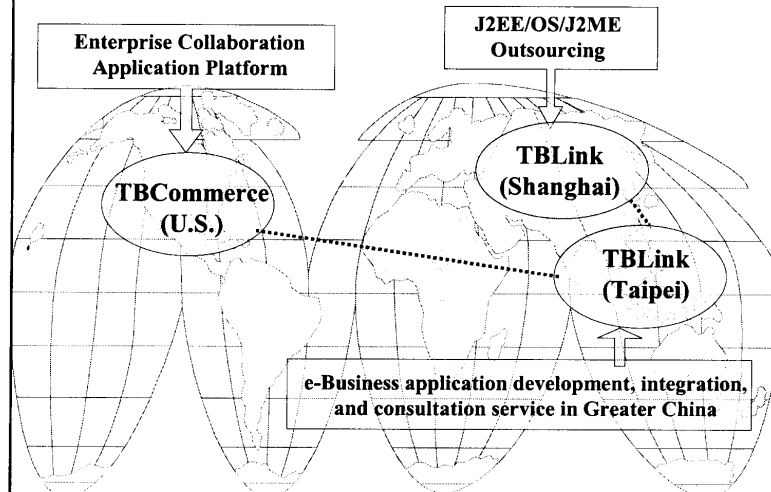 Enterprise Collaboration
Application Platform
J2EE/OS/J2ME
Outsourcing
TBCommerce
(U.S.)
TBLink
(Shanghai)
TBLink
(Taipei)
e-Business application development, integration,
and consultation service in Greater China